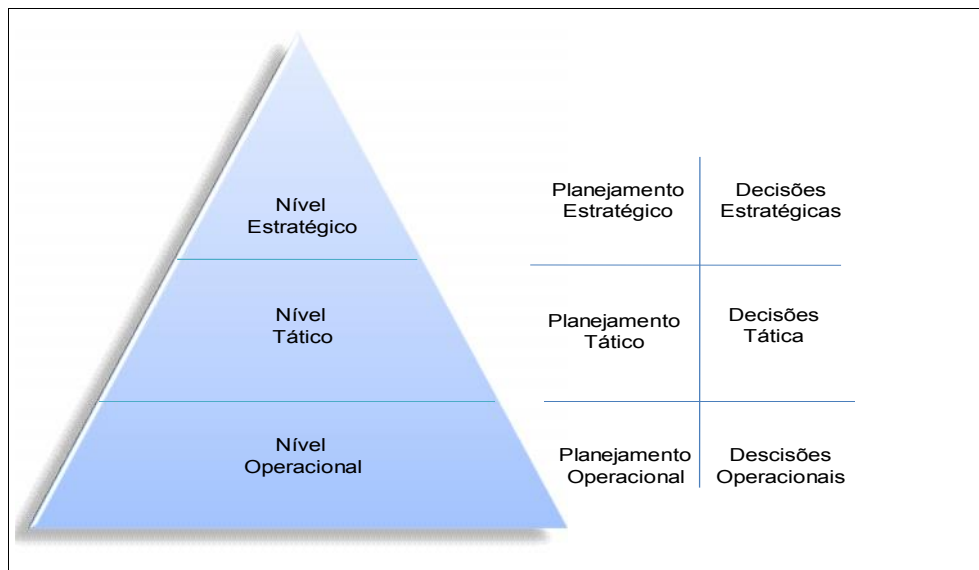 Nível
Estratégico
Planejamento
Estratégico
Decisões
Estratégicas
Nível
Tático
Planejamento
Tático
Decisões
Tática
Nível
Operacional
Planejamento
Operacional
Descisões
Operacionais